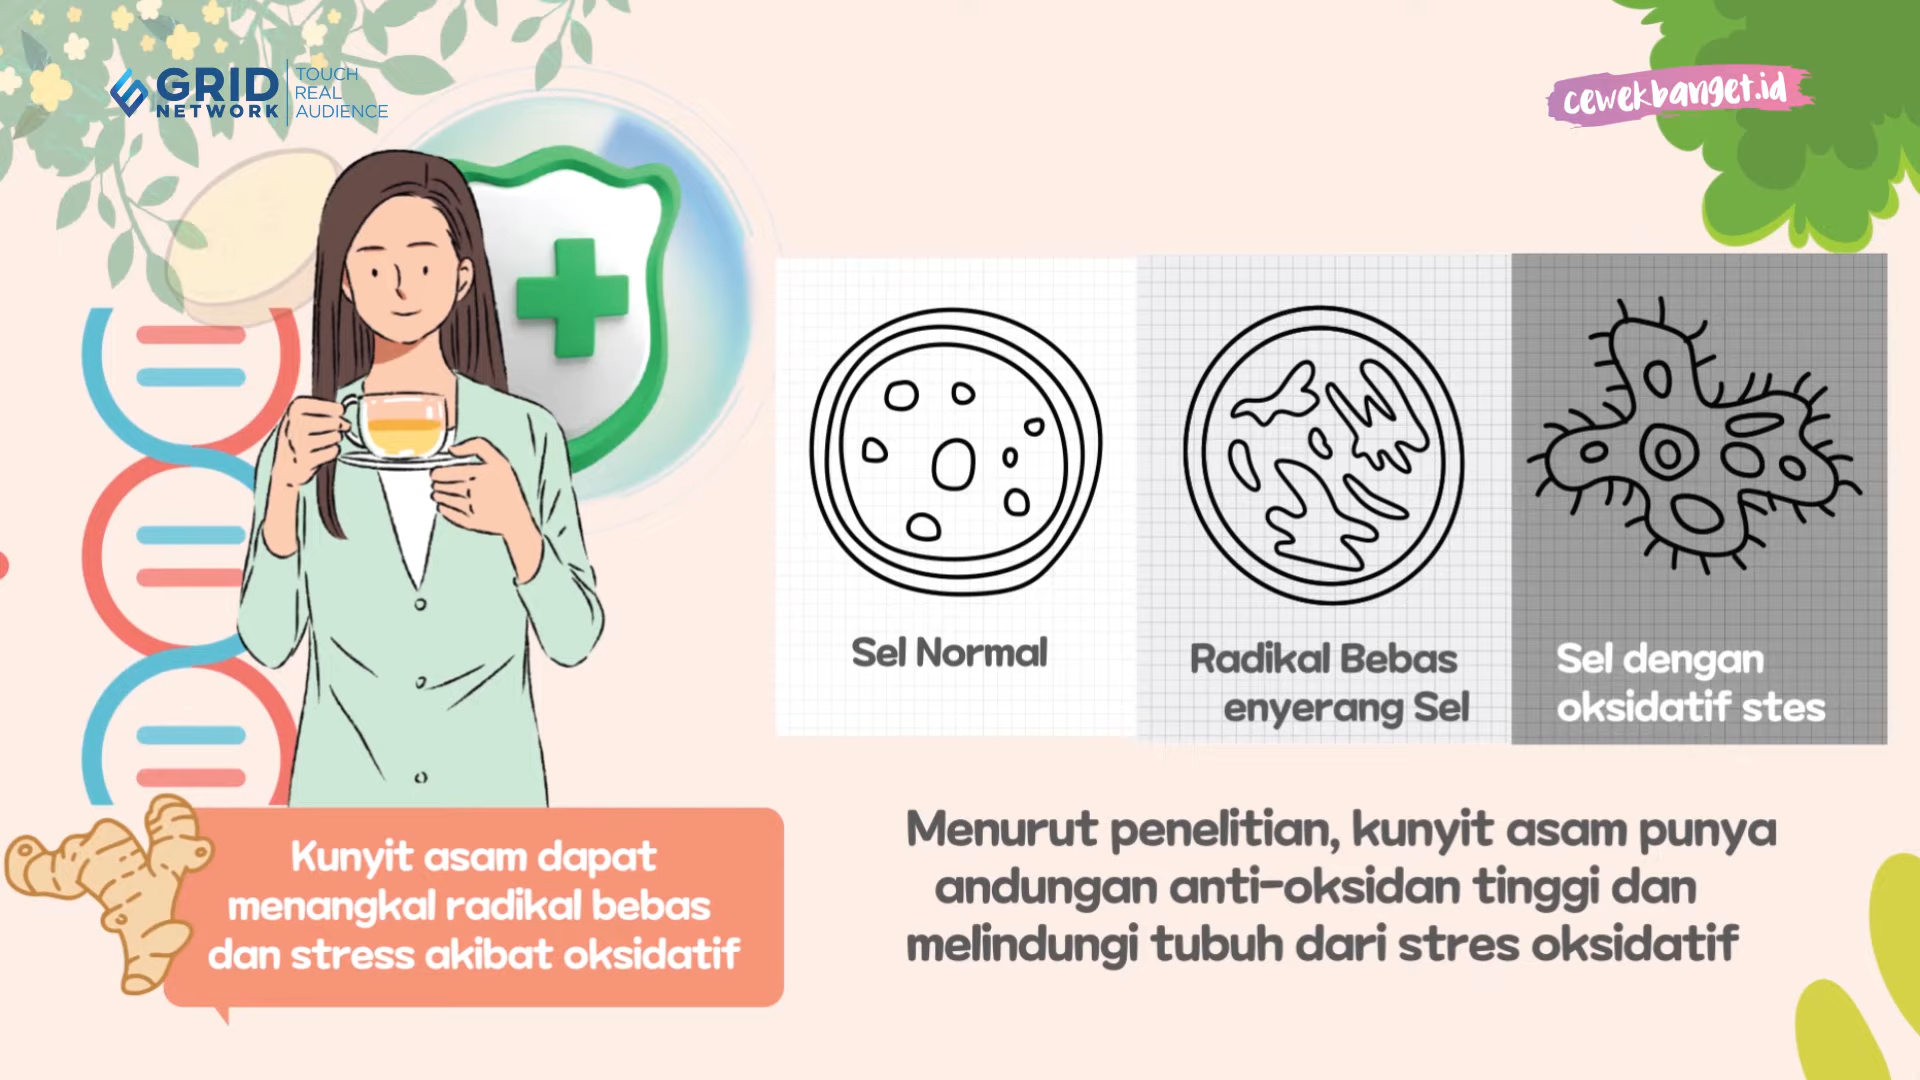 GRID
NETWORK
TOUCH
REAL
AUDIENCE
cewekbanget.id
Sel Normal
Radikal Bebas
enyerang Sel
Sel dengan
oksidatif stes
Kunyit asam dapat
menangkal radikal bebas
dan stress akibat oksidatif
Menurut penelitian, kunyit asam punya
andungan anti-oksidan tinggi dan
melindungi tubuh dari stres oksidatif